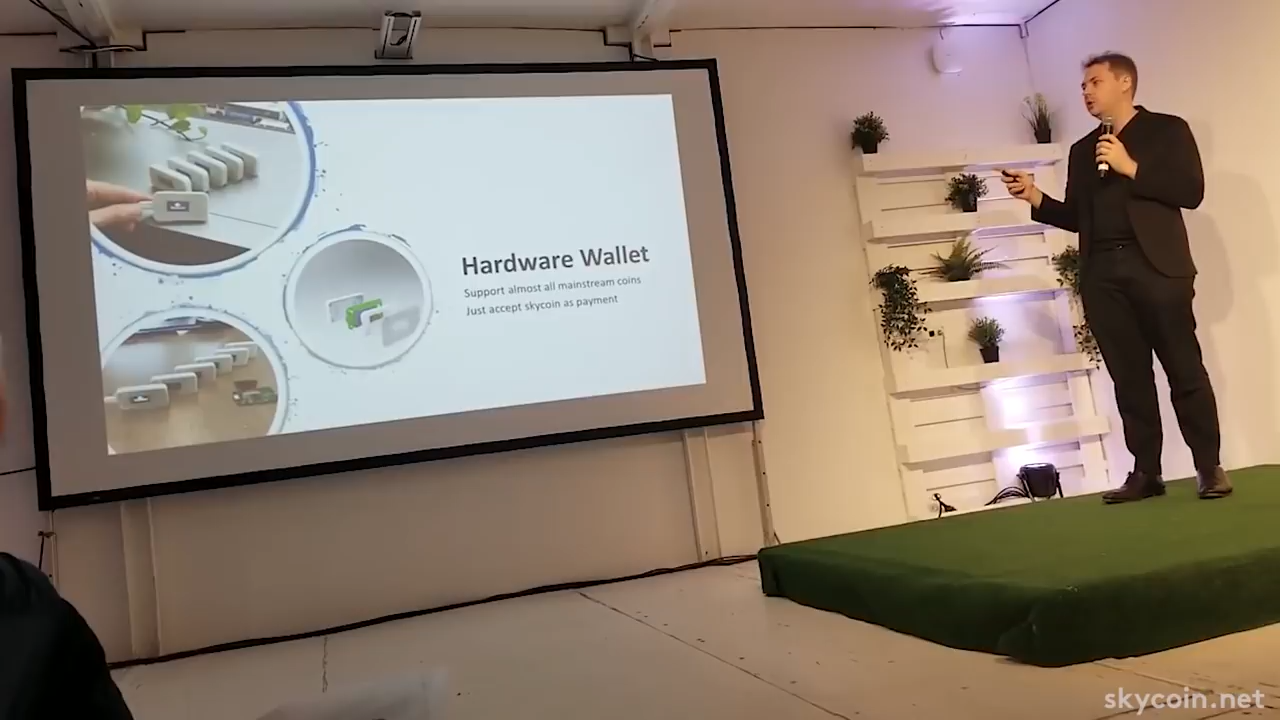 Hardware Wallet
Support almost all mainstream coins
Just accept skycoin as payment
skycoin.net